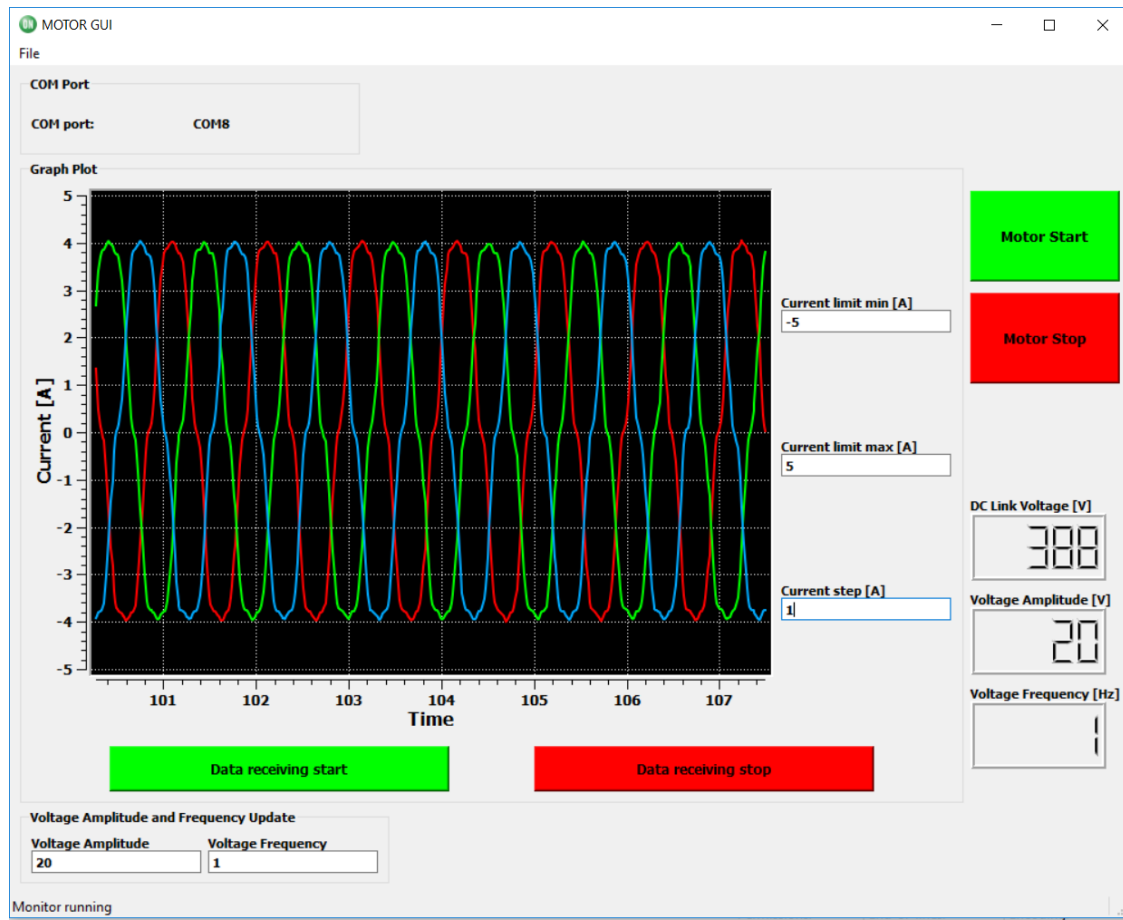 ON MOTOR GUI
File
COM Port
COM port: COM8
Graph Plot
5
4
3
2
1
0
-1
-2
-3
-4
-5
Current [A]
101 102 103 104 105 106 107
Time
Current limit min [A]
-5
Current limit max [A]
5
Current step [A]
1
Motor Start
Motor Stop
DC Link Voltage [V]
388
Voltage Amplitude [V]
20
Voltage Frequency [Hz]
1
Data receiving start
Data receiving stop
Voltage Amplitude and Frequency Update
Voltage Amplitude Voltage Frequency
20 1
Monitor running